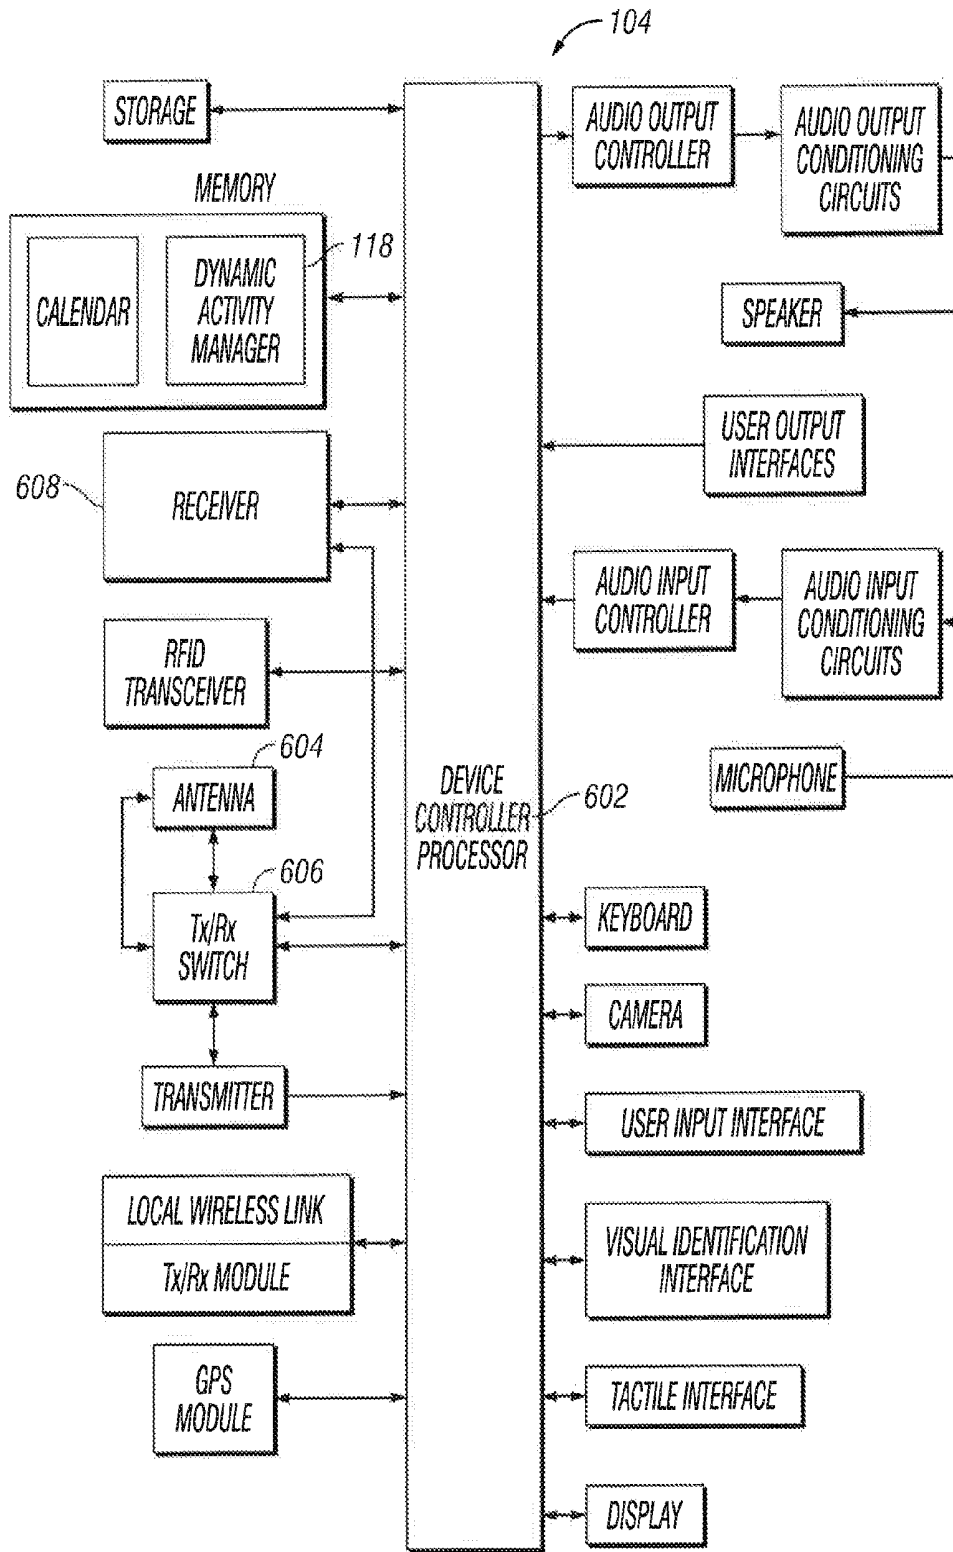 104
STORAGE
MEMORY
CALENDAR
DYNAMIC
ACTIVITY
MANAGER
118
608
RECEIVER
RFID
TRANSCEIVER
604
ANTENNA
606
Tx/Rx
SWITCH
TRANSMITTER
LOCAL WIRELESS LINK
Tx/Rx MODULE
GPS
MODULE
DEVICE
CONTROLLER
PROCESSOR
602
AUDIO OUTPUT
CONTROLLER
AUDIO OUTPUT
CONDITIONING
CIRCUITS
SPEAKER
USER OUTPUT
INTERFACES
AUDIO INPUT
CONTROLLER
AUDIO INPUT
CONDITIONING
CIRCUITS
MICROPHONE
KEYBOARD
CAMERA
USER INPUT INTERFACE
VISUAL IDENTIFICATION
INTERFACE
TACTILE INTERFACE
DISPLAY